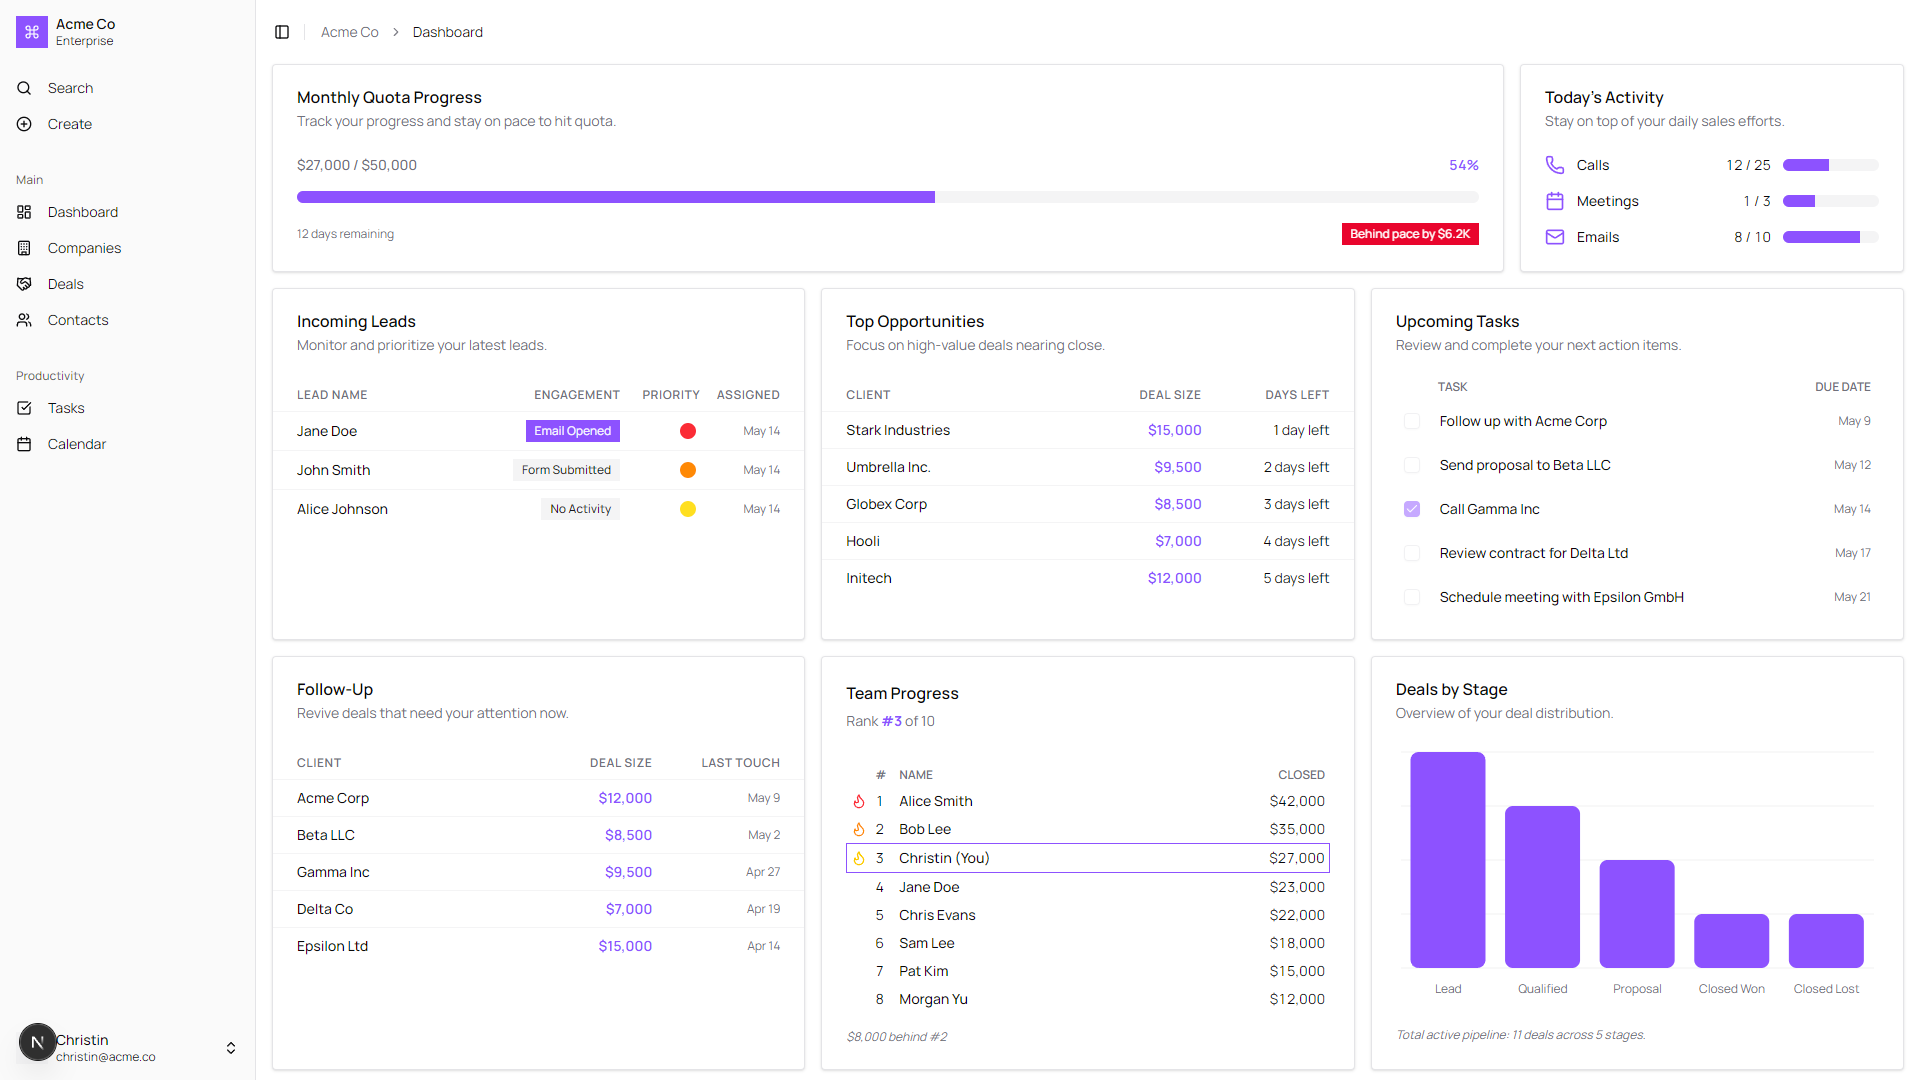 Acme Co
Enterprise
Search
Create
Main
Dashboard
Companies
Deals
Contacts
Productivity
Tasks
Calendar
N
Christin
christin@acme.co
Acme Co > Dashboard
Monthly Quota Progress
Track your progress and stay on pace to hit quota.
$27,000 / $50,000 54%
12 days remaining Behind pace by $6.2K
Today's Activity
Stay on top of your daily sales efforts.
Calls 12 / 25
Meetings 1 / 3
Emails 8 / 10
Incoming Leads
Monitor and prioritize your latest leads.
LEAD NAME ENGAGEMENT PRIORITY ASSIGNED
Jane Doe Email Opened May 14
John Smith Form Submitted May 14
Alice Johnson No Activity May 14
Top Opportunities
Focus on high-value deals nearing close.
CLIENT DEAL SIZE DAYS LEFT
Stark Industries $15,000 1 day left
Umbrella Inc. $9,500 2 days left
Globex Corp $8,500 3 days left
Hooli $7,000 4 days left
Initech $12,000 5 days left
Upcoming Tasks
Review and complete your next action items.
TASK DUE DATE
Follow up with Acme Corp May 9
Send proposal to Beta LLC May 12
Call Gamma Inc May 14
Review contract for Delta Ltd May 17
Schedule meeting with Epsilon GmbH May 21
Follow-Up
Revive deals that need your attention now.
CLIENT DEAL SIZE LAST TOUCH
Acme Corp $12,000 May 9
Beta LLC $8,500 May 2
Gamma Inc $9,500 Apr 27
Delta Co $7,000 Apr 19
Epsilon Ltd $15,000 Apr 14
Team Progress
Rank #3 of 10
# NAME CLOSED
1 Alice Smith $42,000
2 Bob Lee $35,000
3 Christin (You) $27,000
4 Jane Doe $23,000
5 Chris Evans $22,000
6 Sam Lee $18,000
7 Pat Kim $15,000
8 Morgan Yu $12,000
$8,000 behind #2
Deals by Stage
Overview of your deal distribution.
Lead Qualified Proposal Closed Won Closed Lost
Total active pipeline: 11 deals across 5 stages.